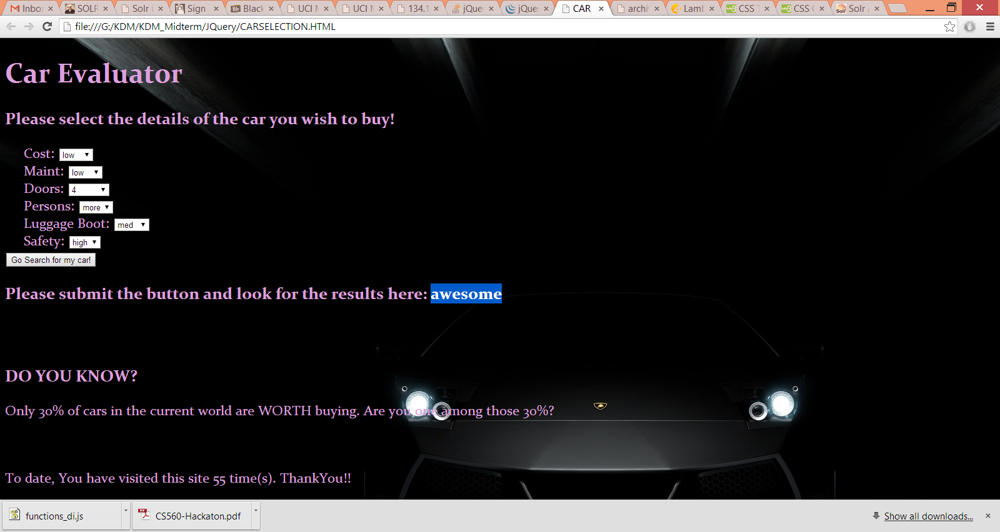 Inbo
SOLR
Solr i
Sign
Black
UCI M
UCI M
134.1
jQue
jQue
CAR
archi
Lamb
CSS T
CSS
Solr
file:///G:/KDM/KDM_Midterm/JQuery/CARSELECTION.HTML
Car Evaluator
Please select the details of the car you wish to buy!
Cost: low
Maint: low
Doors: 4
Persons: more
Luggage Boot: med
Safety: high
Go Search for my car!
Please submit the button and look for the results here: awesome
DO YOU KNOW?
Only 30% of cars in the current world are WORTH buying. Are you one among those 30%?
To date, You have visited this site 55 time(s). ThankYou!!
functions_di.js
CS560-Hackaton.pdf
Show all downloads...